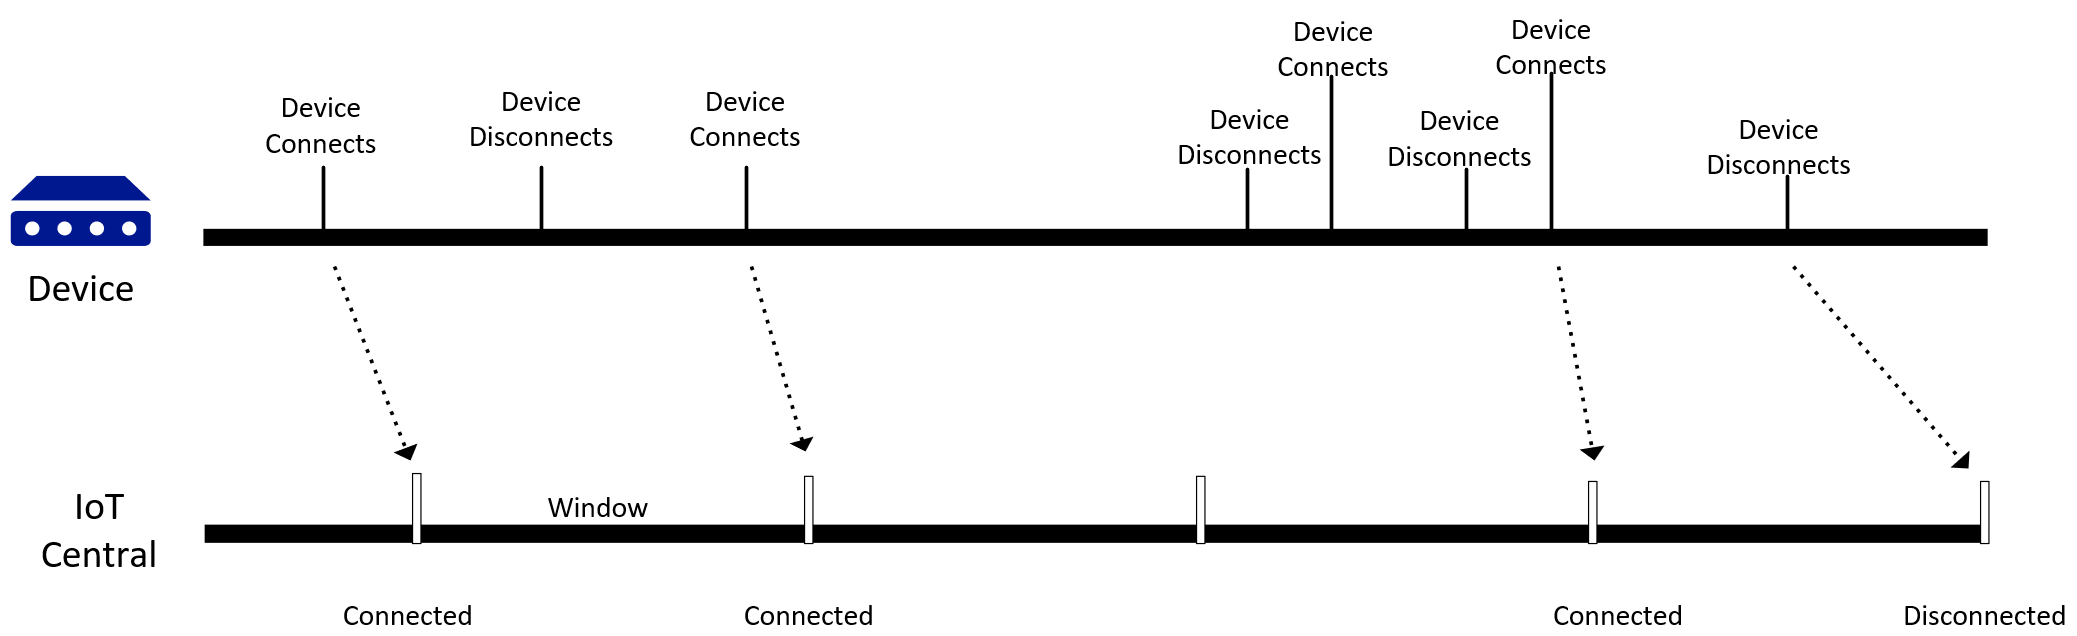 Device
Connects
Device
Disconnects
Device
Connects
Device
Disconnects
Device
Connects
Device
Disconnects
Device
Connects
Device
Disconnects
Device
IoT
Central
Window
Connected
Connected
Connected
Disconnected